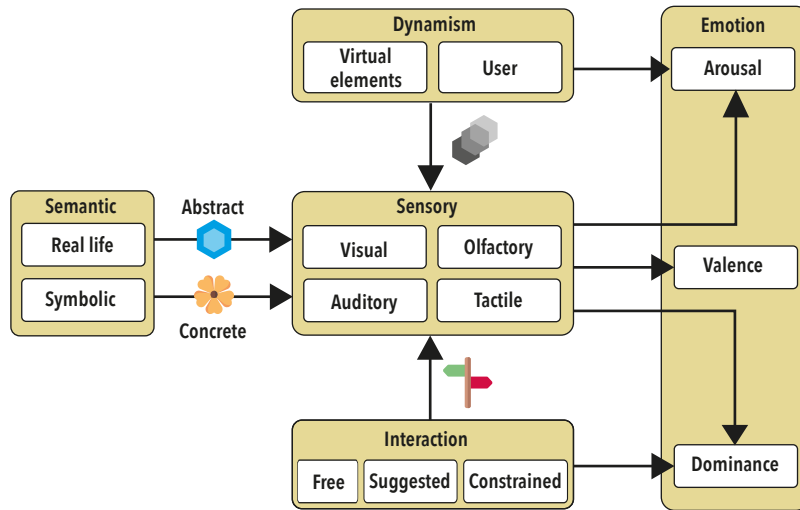 Dynamism
Virtual elements
User
Emotion
Arousal
Semantic
Real life
Symbolic
Abstract
Concrete
Sensory
Visual
Olfactory
Auditory
Tactile
Valence
Interaction
Free
Suggested
Constrained
Dominance